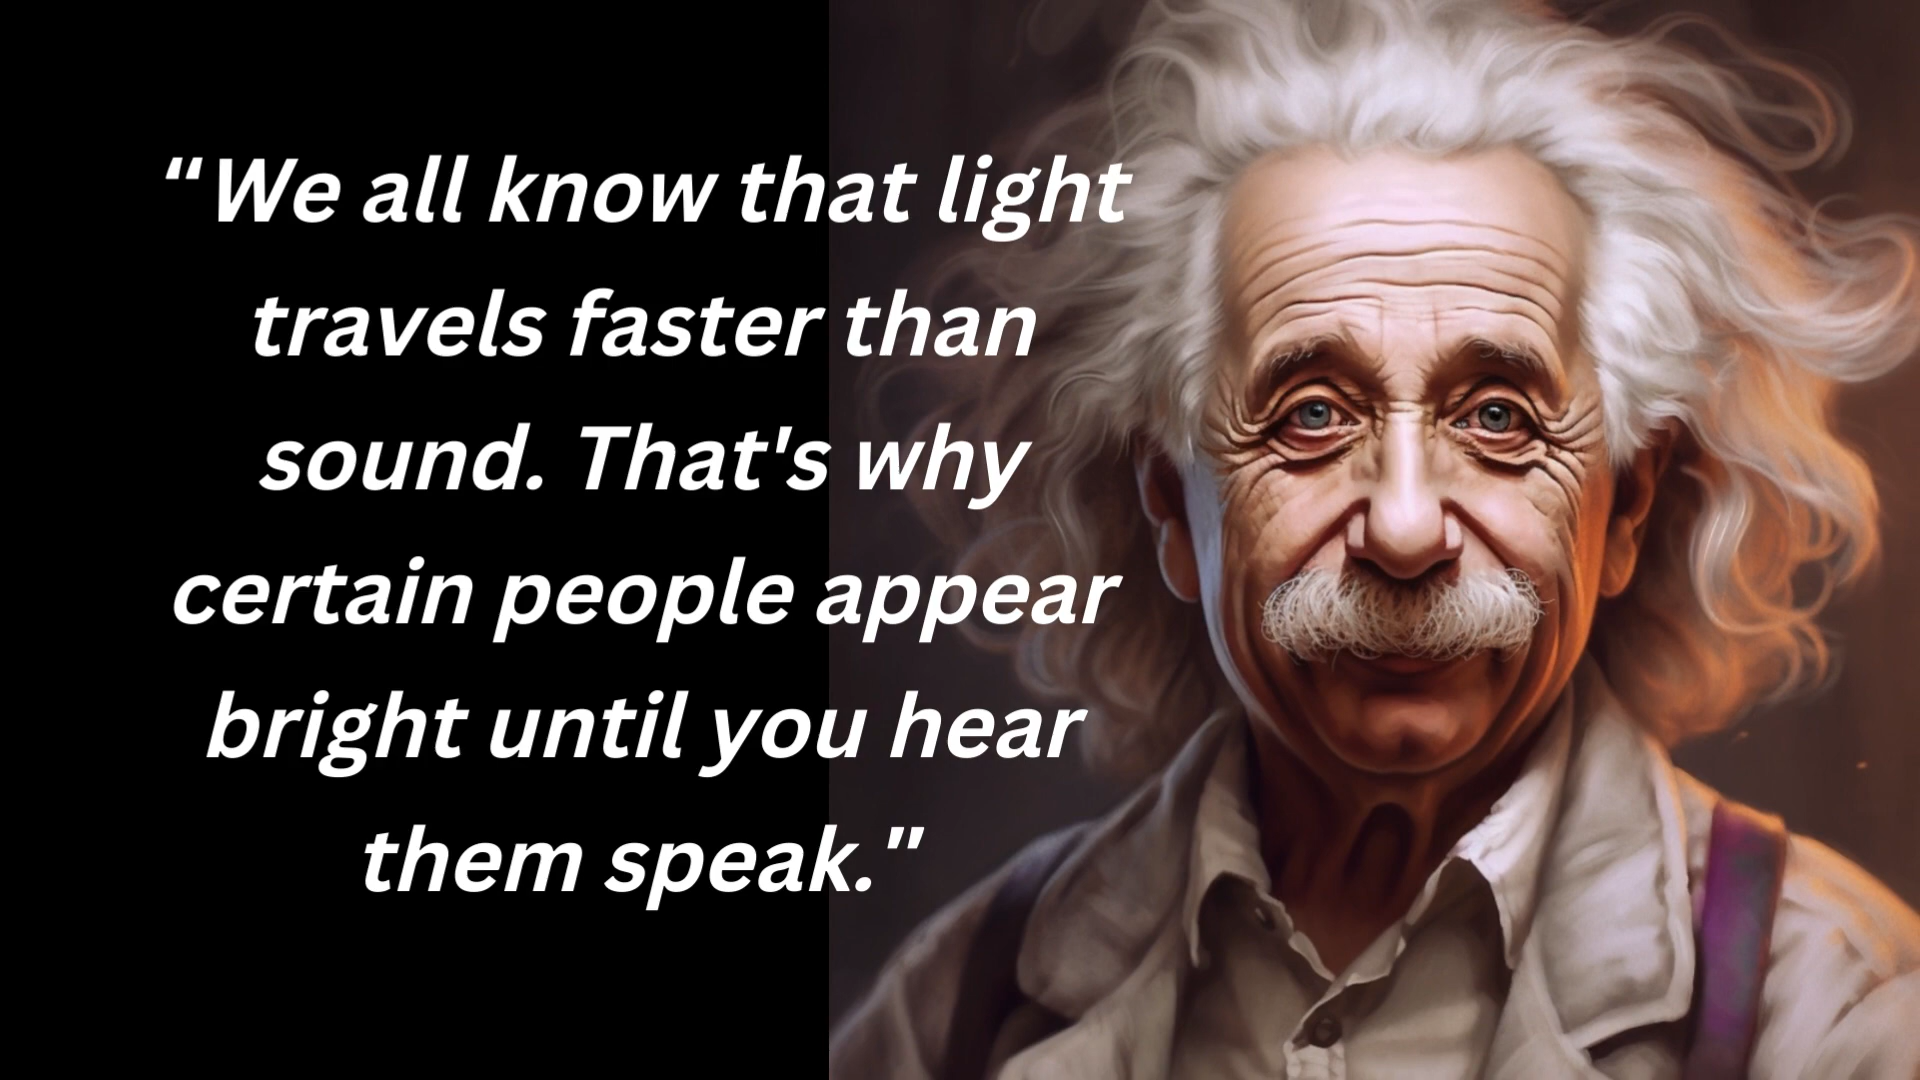 “We all know that light
travels faster than
sound. That's why
certain people appear
bright until you hear
them speak."